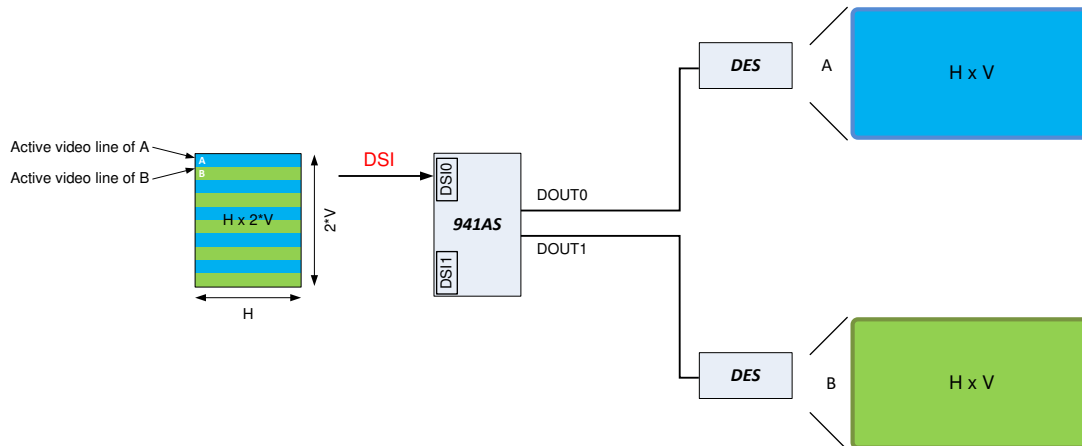 DES
A
H x V
Active video line of A
Active video line of B
A
B
H x 2*V
2*V
H
DSI
DSI0
941AS
DSI1
DOUT0
DOUT1
DES
B
H x V